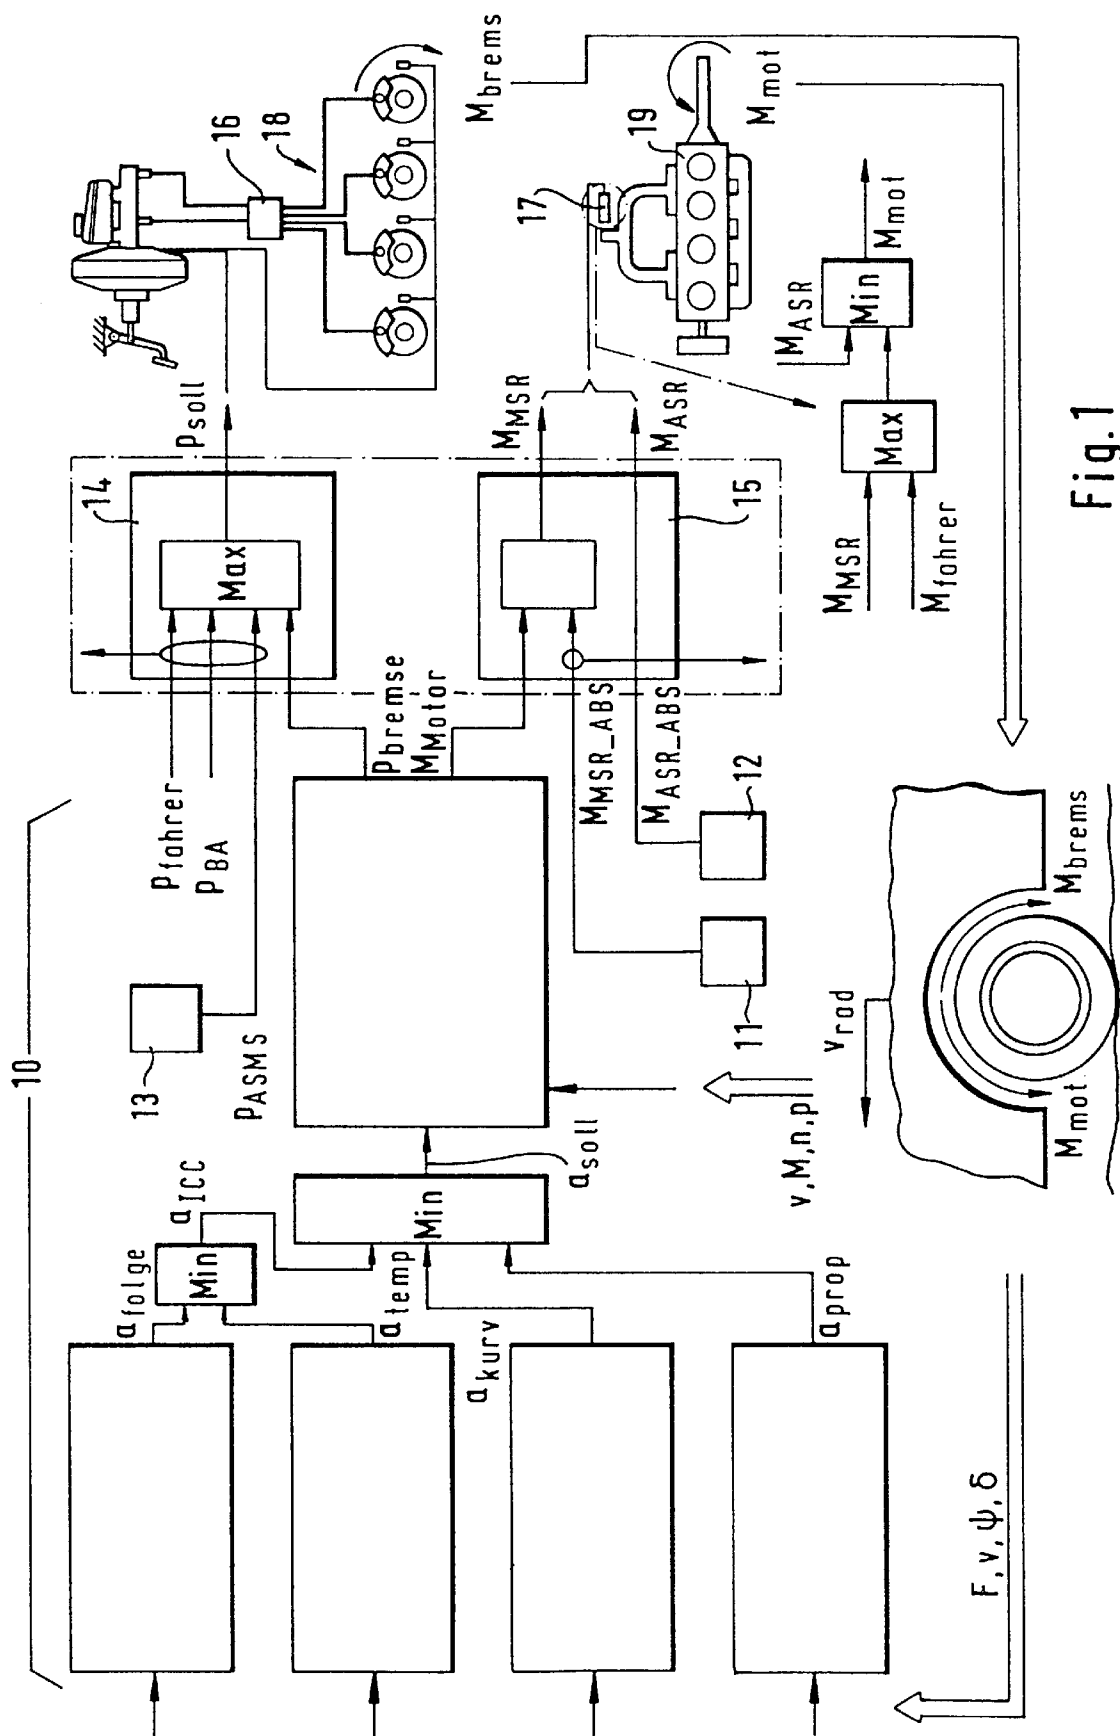 10
a_folge
Min
a_ICC
a_temp
a_kurv
a_prop
Min
a_soll
13
p_ASMS
p_fahrer
p_BA
p_bremse
M_Motor
14
Max
p_soll
15
M_MSR
M_ASR
M_MSR_ABS
M_ASR_ABS
11
12
16
18
M_brems
17
19
M_mot
M_MSR
M_fahrer
Max
M_ASR
Min
M_mot
v, M, n, pi
F, v, ψ, δ
v_rad
M_mot
M_brems
Fig.1